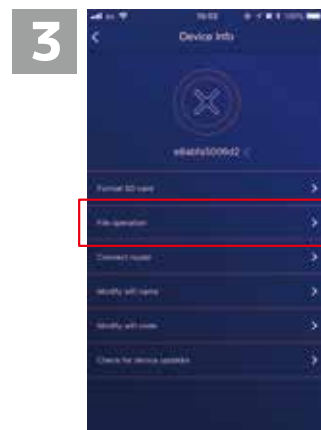 3
Device Info
Format SD card
File operation
Connect router
Modify wifi name
Modify wifi code
Check for device updates